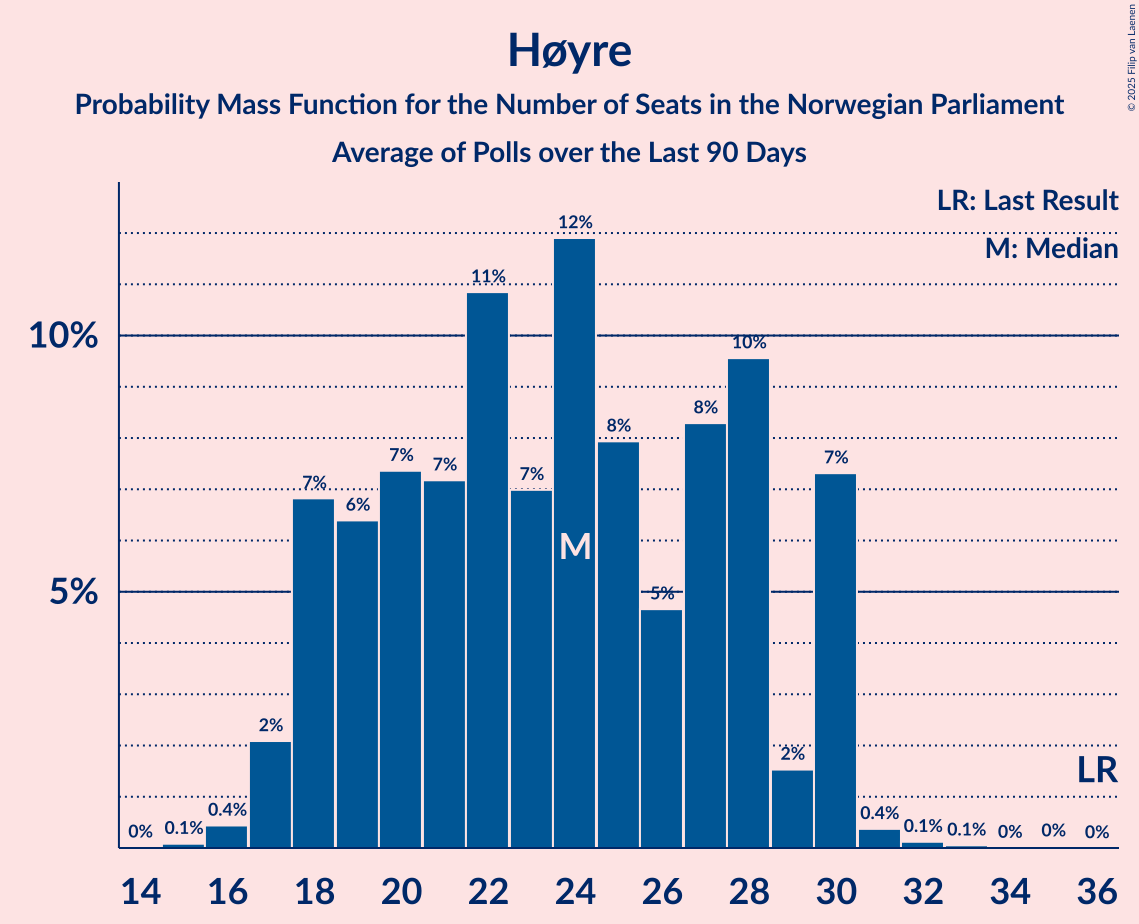 Høyre
Probability Mass Function for the Number of Seats in the Norwegian Parliament
Average of Polls over the Last 90 Days
© 2025 Filip van Laenen
LR: Last Result
M: Median
10%
5%
0%
0.1%
0.4%
2%
7%
6%
7%
7%
11%
7%
12%
8%
5%
8%
10%
2%
7%
0.4%
0.1%
0.1%
0%
0%
0%
M
LR
14 16 18 20 22 24 26 28 30 32 34 36